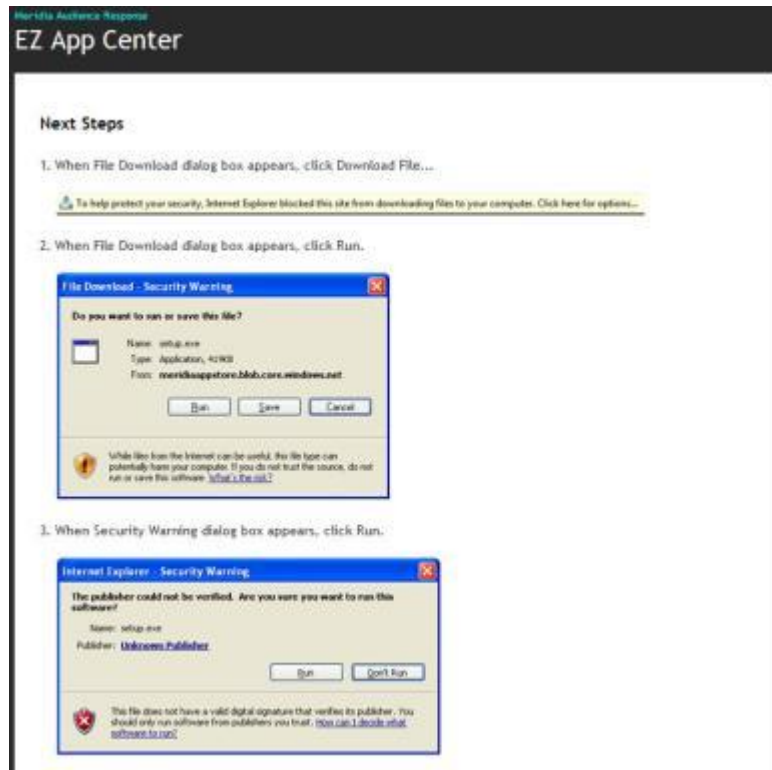 Meridia Audience Response
EZ App Center
Next Steps
1. When File Download dialog box appears, click Download File...
To help protect your security, Internet Explorer blocked this site from downloading files to your computer. Click here for options...
2. When File Download dialog box appears, click Run.
File Download - Security Warning
Do you want to run or save this file?
Name: setup.exe
Type: Application,
From: meridiaappstore.blob.core.windows.net
Run Save Cancel
While files from the Internet can be useful, this file type can
potentially harm your computer. If you do not trust the source, do not
run or save this software. What's the risk?
3. When Security Warning dialog box appears, click Run.
Internet Explorer - Security Warning
The publisher could not be verified. Are you sure you want to run this
software?
Name: setup.exe
Publisher: Unknown Publisher
Run Don't Run
This file does not have a valid digital signature that verifies its publisher. You
should only run software from publishers you trust. How can I decide what
software to run?